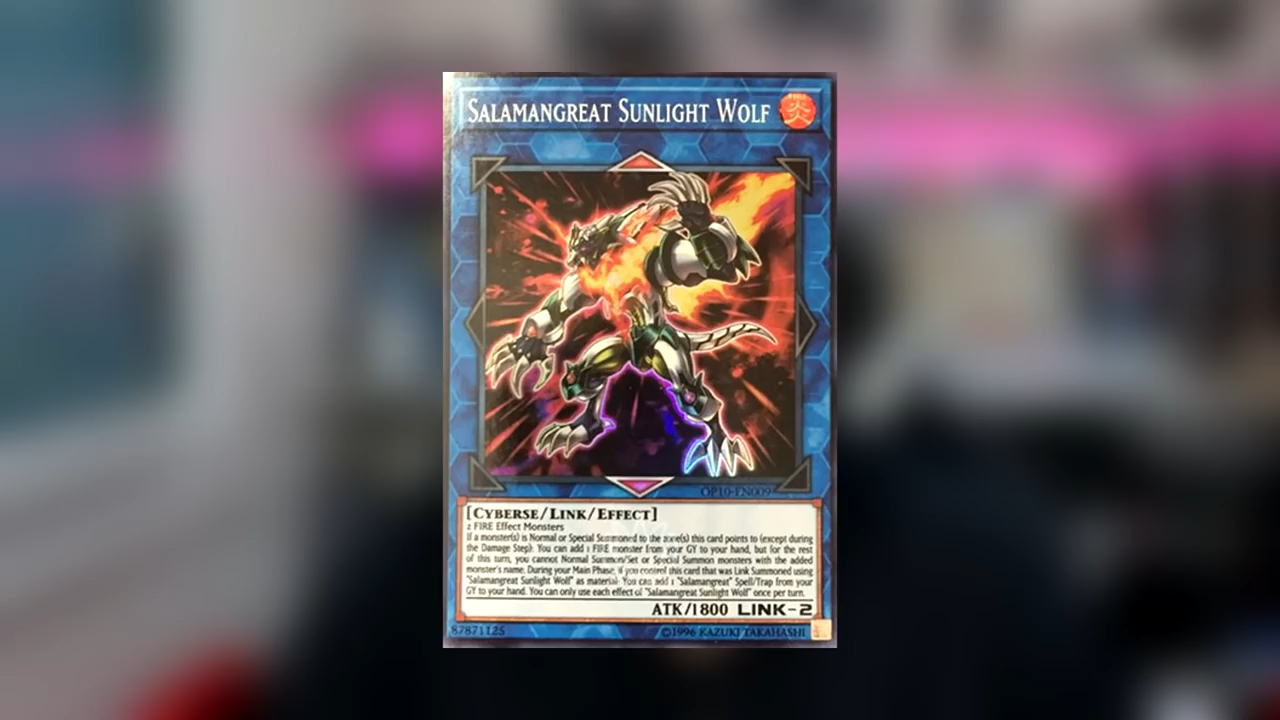 SALAMANGREAT SUNLIGHT WOLF
炎
OP10-EN009
[CYBERSE/LINK/EFFECT]
2 FIRE Effect Monsters
If a monster(s) is Normal or Special Summoned to the zone(s) this card points to (except during
the Damage Step): You can add 1 FIRE monster from your GY to your hand, but for the rest
of this turn, you cannot Normal Summon/Set or Special Summon monsters with the added
monster's name. During your Main Phase, if you control this card that was Link Summoned using
"Salamangreat Sunlight Wolf" as material: You can add 1 "Salamangreat" Spell/Trap from your
GY to your hand. You can only use each effect of "Salamangreat Sunlight Wolf" once per turn.
ATK/1800 LINK-2
87871125 ©1996 KAZUKI TAKAHASHI